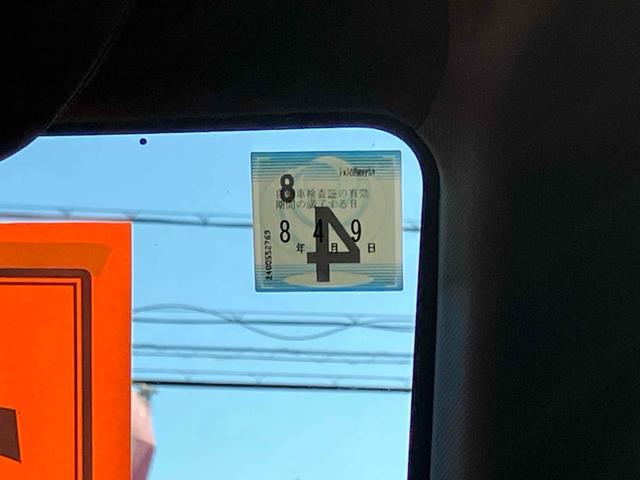 8
自動車検査証の有効
期間の満了する日
8年 4月 9日
4
2400552769